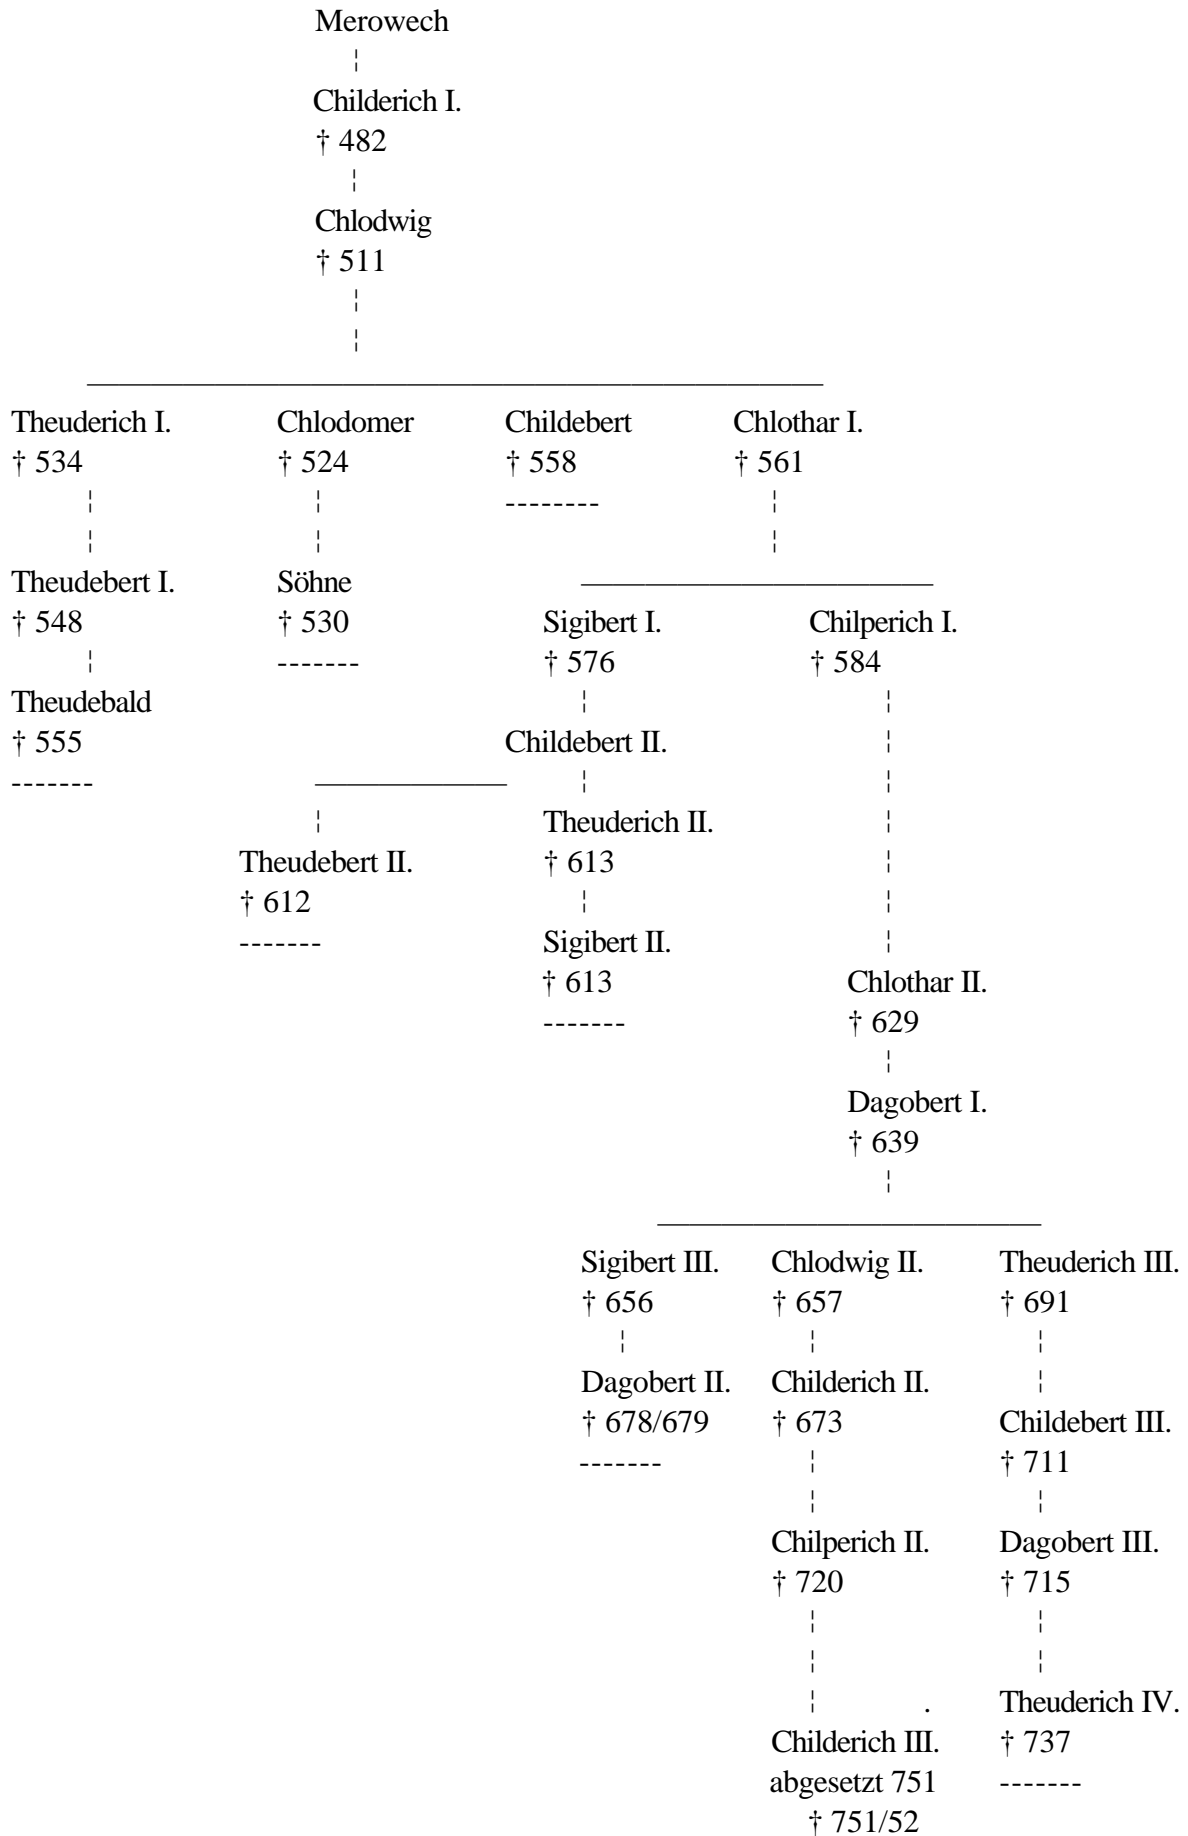 Merowech
Childerich I.
† 482
Chlodwig
† 511
Theuderich I. Chlodomer Childebert Chlothar I.
† 534 † 524 † 558 † 561
--------
Theudebert I. Söhne
† 548 † 530 Sigibert I. Chilperich I.
------- † 576 † 584
Theudebald
† 555 Childebert II.
-------
Theuderich II.
Theudebert II. † 613
† 612
------- Sigibert II.
† 613 Chlothar II.
------- † 629
Dagobert I.
† 639
Sigibert III. Chlodwig II. Theuderich III.
† 656 † 657 † 691
Dagobert II. Childerich II.
† 678/679 † 673 Childebert III.
------- † 711
Chilperich II. Dagobert III.
† 720 † 715
. Theuderich IV.
Childerich III. † 737
abgesetzt 751 -------
† 751/52